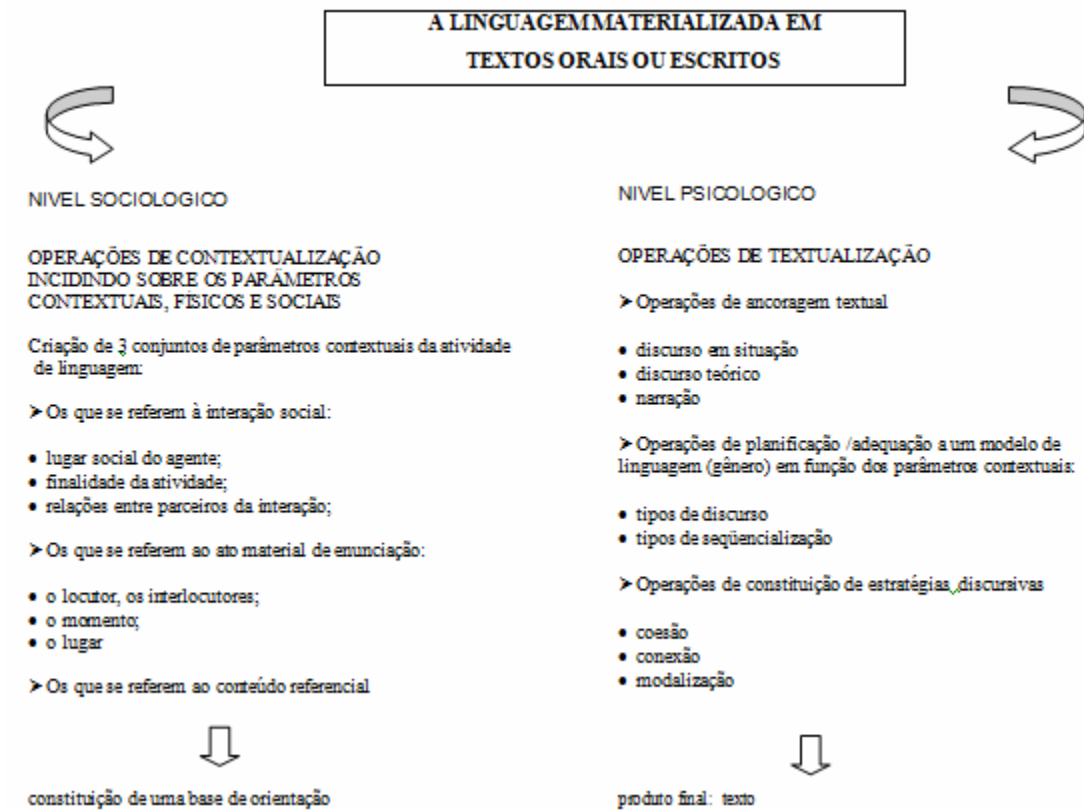 A LINGUAGEM MATERIALIZADA EM
TEXTOS ORAIS OU ESCRITOS
NIVEL SOCIOLOGICO
OPERAÇÕES DE CONTEXTUALIZAÇÃO
INCIDINDO SOBRE OS PARÂMETROS
CONTEXTUAIS, FÍSICOS E SOCIAIS
Criação de 3 conjuntos de parâmetros contextuais da atividade
de linguagem:
➤ Os que se referem à interação social:
• lugar social do agente;
• finalidade da atividade;
• relações entre parceiros da interação;
➤ Os que se referem ao ato material de enunciação:
• o locutor, os interlocutores;
• o momento;
• o lugar
➤ Os que se referem ao conteúdo referencial
constituição de uma base de orientação
NIVEL PSICOLOGICO
OPERAÇÕES DE TEXTUALIZAÇÃO
➤ Operações de ancoragem textual
• discurso em situação
• discurso teórico
• narração
➤ Operações de planificação /adequação a um modelo de
linguagem (gênero) em função dos parâmetros contextuais:
• tipos de discurso
• tipos de seqüencialização
➤ Operações de constituição de estratégias discursivas
• coesão
• conexão
• modalização
produto final: texto